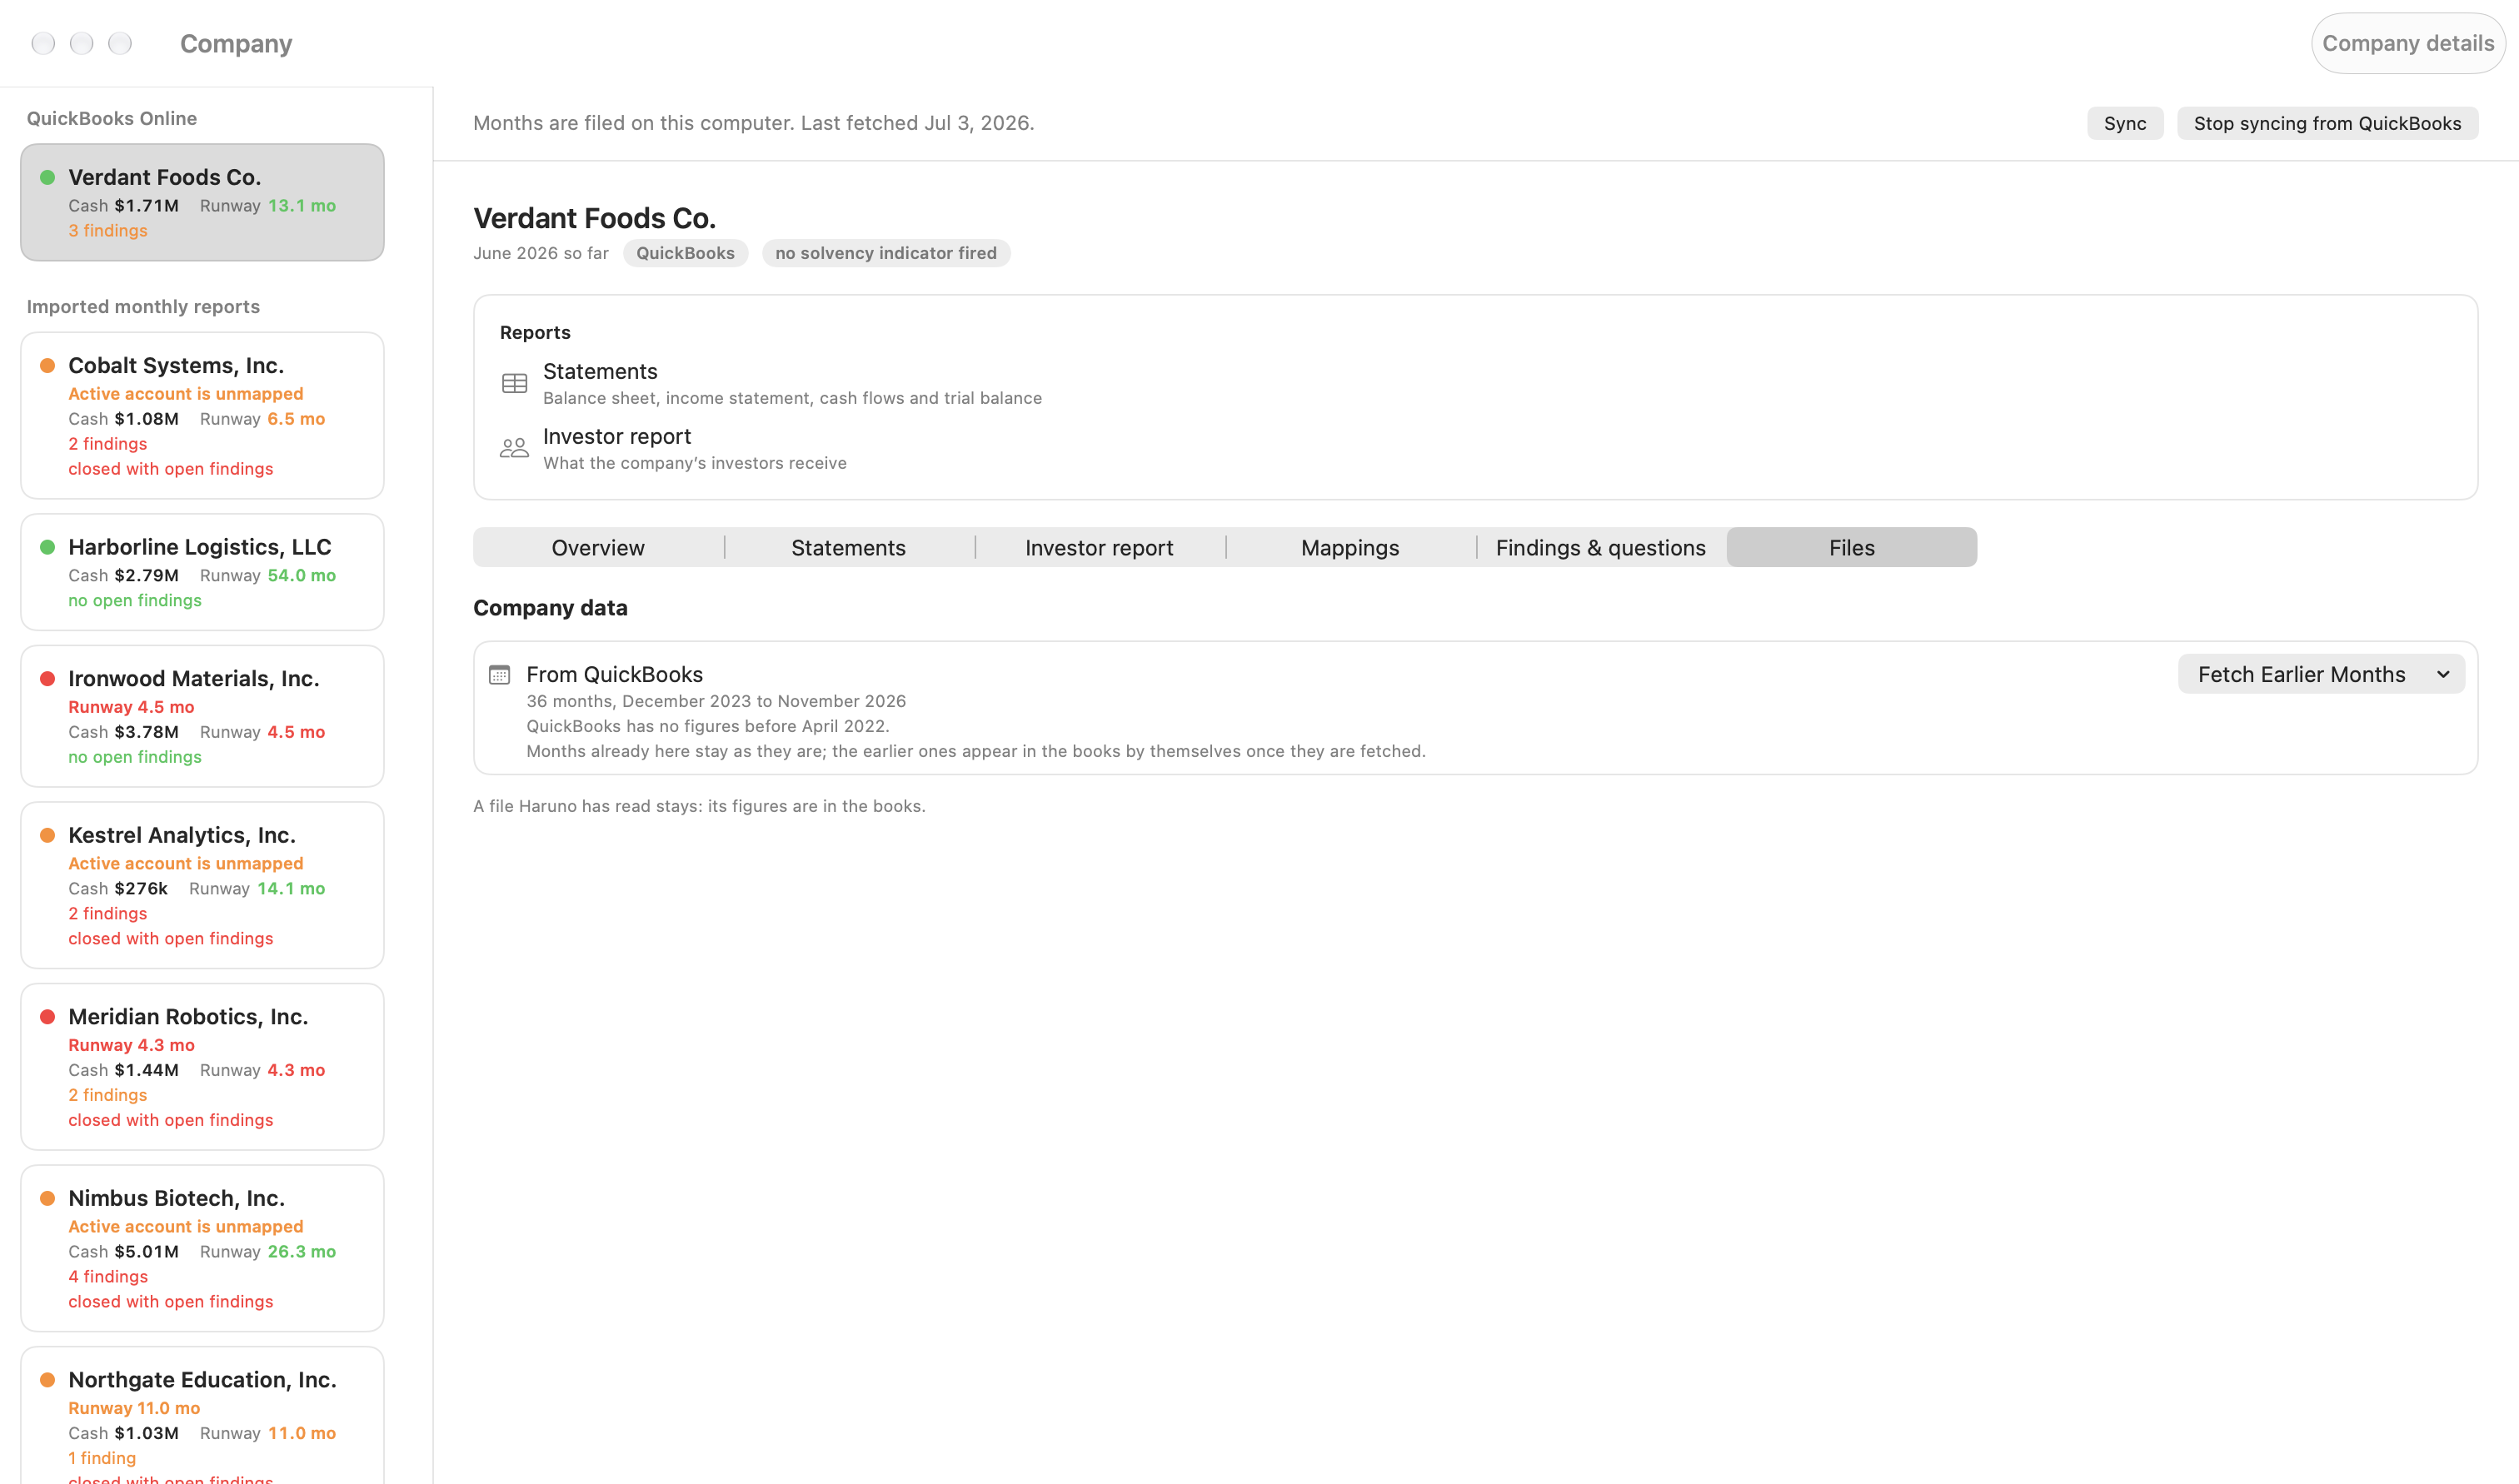 Company
Company details
QuickBooks Online
Verdant Foods Co.
Cash $1.71M Runway 13.1 mo
3 findings
Imported monthly reports
Cobalt Systems, Inc.
Active account is unmapped
Cash $1.08M Runway 6.5 mo
2 findings
closed with open findings
Harborline Logistics, LLC
Cash $2.79M Runway 54.0 mo
no open findings
Ironwood Materials, Inc.
Runway 4.5 mo
Cash $3.78M Runway 4.5 mo
no open findings
Kestrel Analytics, Inc.
Active account is unmapped
Cash $276k Runway 14.1 mo
2 findings
closed with open findings
Meridian Robotics, Inc.
Runway 4.3 mo
Cash $1.44M Runway 4.3 mo
2 findings
closed with open findings
Nimbus Biotech, Inc.
Active account is unmapped
Cash $5.01M Runway 26.3 mo
4 findings
closed with open findings
Northgate Education, Inc.
Runway 11.0 mo
Cash $1.03M Runway 11.0 mo
1 finding
closed with open findings
Months are filed on this computer. Last fetched Jul 3, 2026.
Sync
Stop syncing from QuickBooks
Verdant Foods Co.
June 2026 so far QuickBooks no solvency indicator fired
Reports
Statements
Balance sheet, income statement, cash flows and trial balance
Investor report
What the company’s investors receive
Overview Statements Investor report Mappings Findings & questions Files
Company data
From QuickBooks
Fetch Earlier Months
36 months, December 2023 to November 2026
QuickBooks has no figures before April 2022.
Months already here stay as they are; the earlier ones appear in the books by themselves once they are fetched.
A file Haruno has read stays: its figures are in the books.